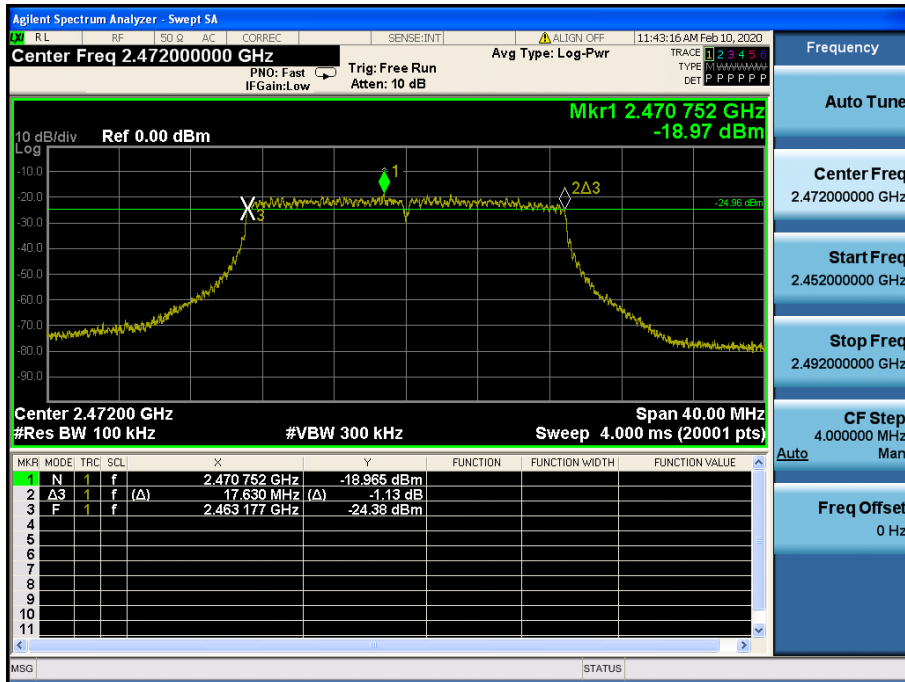 Agilent Spectrum Analyzer - Swept SA
LXI RL RF 50 Ω AC CORREC SENSE:INT ALIGN OFF 11:43:16 AM Feb 10, 2020
Center Freq 2.472000000 GHz
PNO: Fast
IFGain:Low
Trig: Free Run
Atten: 10 dB
Avg Type: Log-Pwr
TRACE 1 2 3 4 5 6
TYPE M WWWWW
DET P P P P P P
Mkr1 2.470 752 GHz
-18.97 dBm
10 dB/div Ref 0.00 dBm
Log
-10.0
-20.0
-30.0
-40.0
-50.0
-60.0
-70.0
-80.0
-90.0
1
2Δ3
3
-24.96 dBm
Center 2.47200 GHz Span 40.00 MHz
#Res BW 100 kHz #VBW 300 kHz Sweep 4.000 ms (20001 pts)
MKR MODE TRC SCL X Y FUNCTION FUNCTION WIDTH FUNCTION VALUE
1 N 1 f 2.470 752 GHz -18.965 dBm
2 Δ3 1 f (Δ) 17.630 MHz (Δ) -1.13 dB
3 F 1 f 2.463 177 GHz -24.38 dBm
4
5
6
7
8
9
10
11
MSG STATUS
Frequency
Auto Tune
Center Freq
2.472000000 GHz
Start Freq
2.452000000 GHz
Stop Freq
2.492000000 GHz
CF Step
4.000000 MHz
Auto Man
Freq Offset
0 Hz